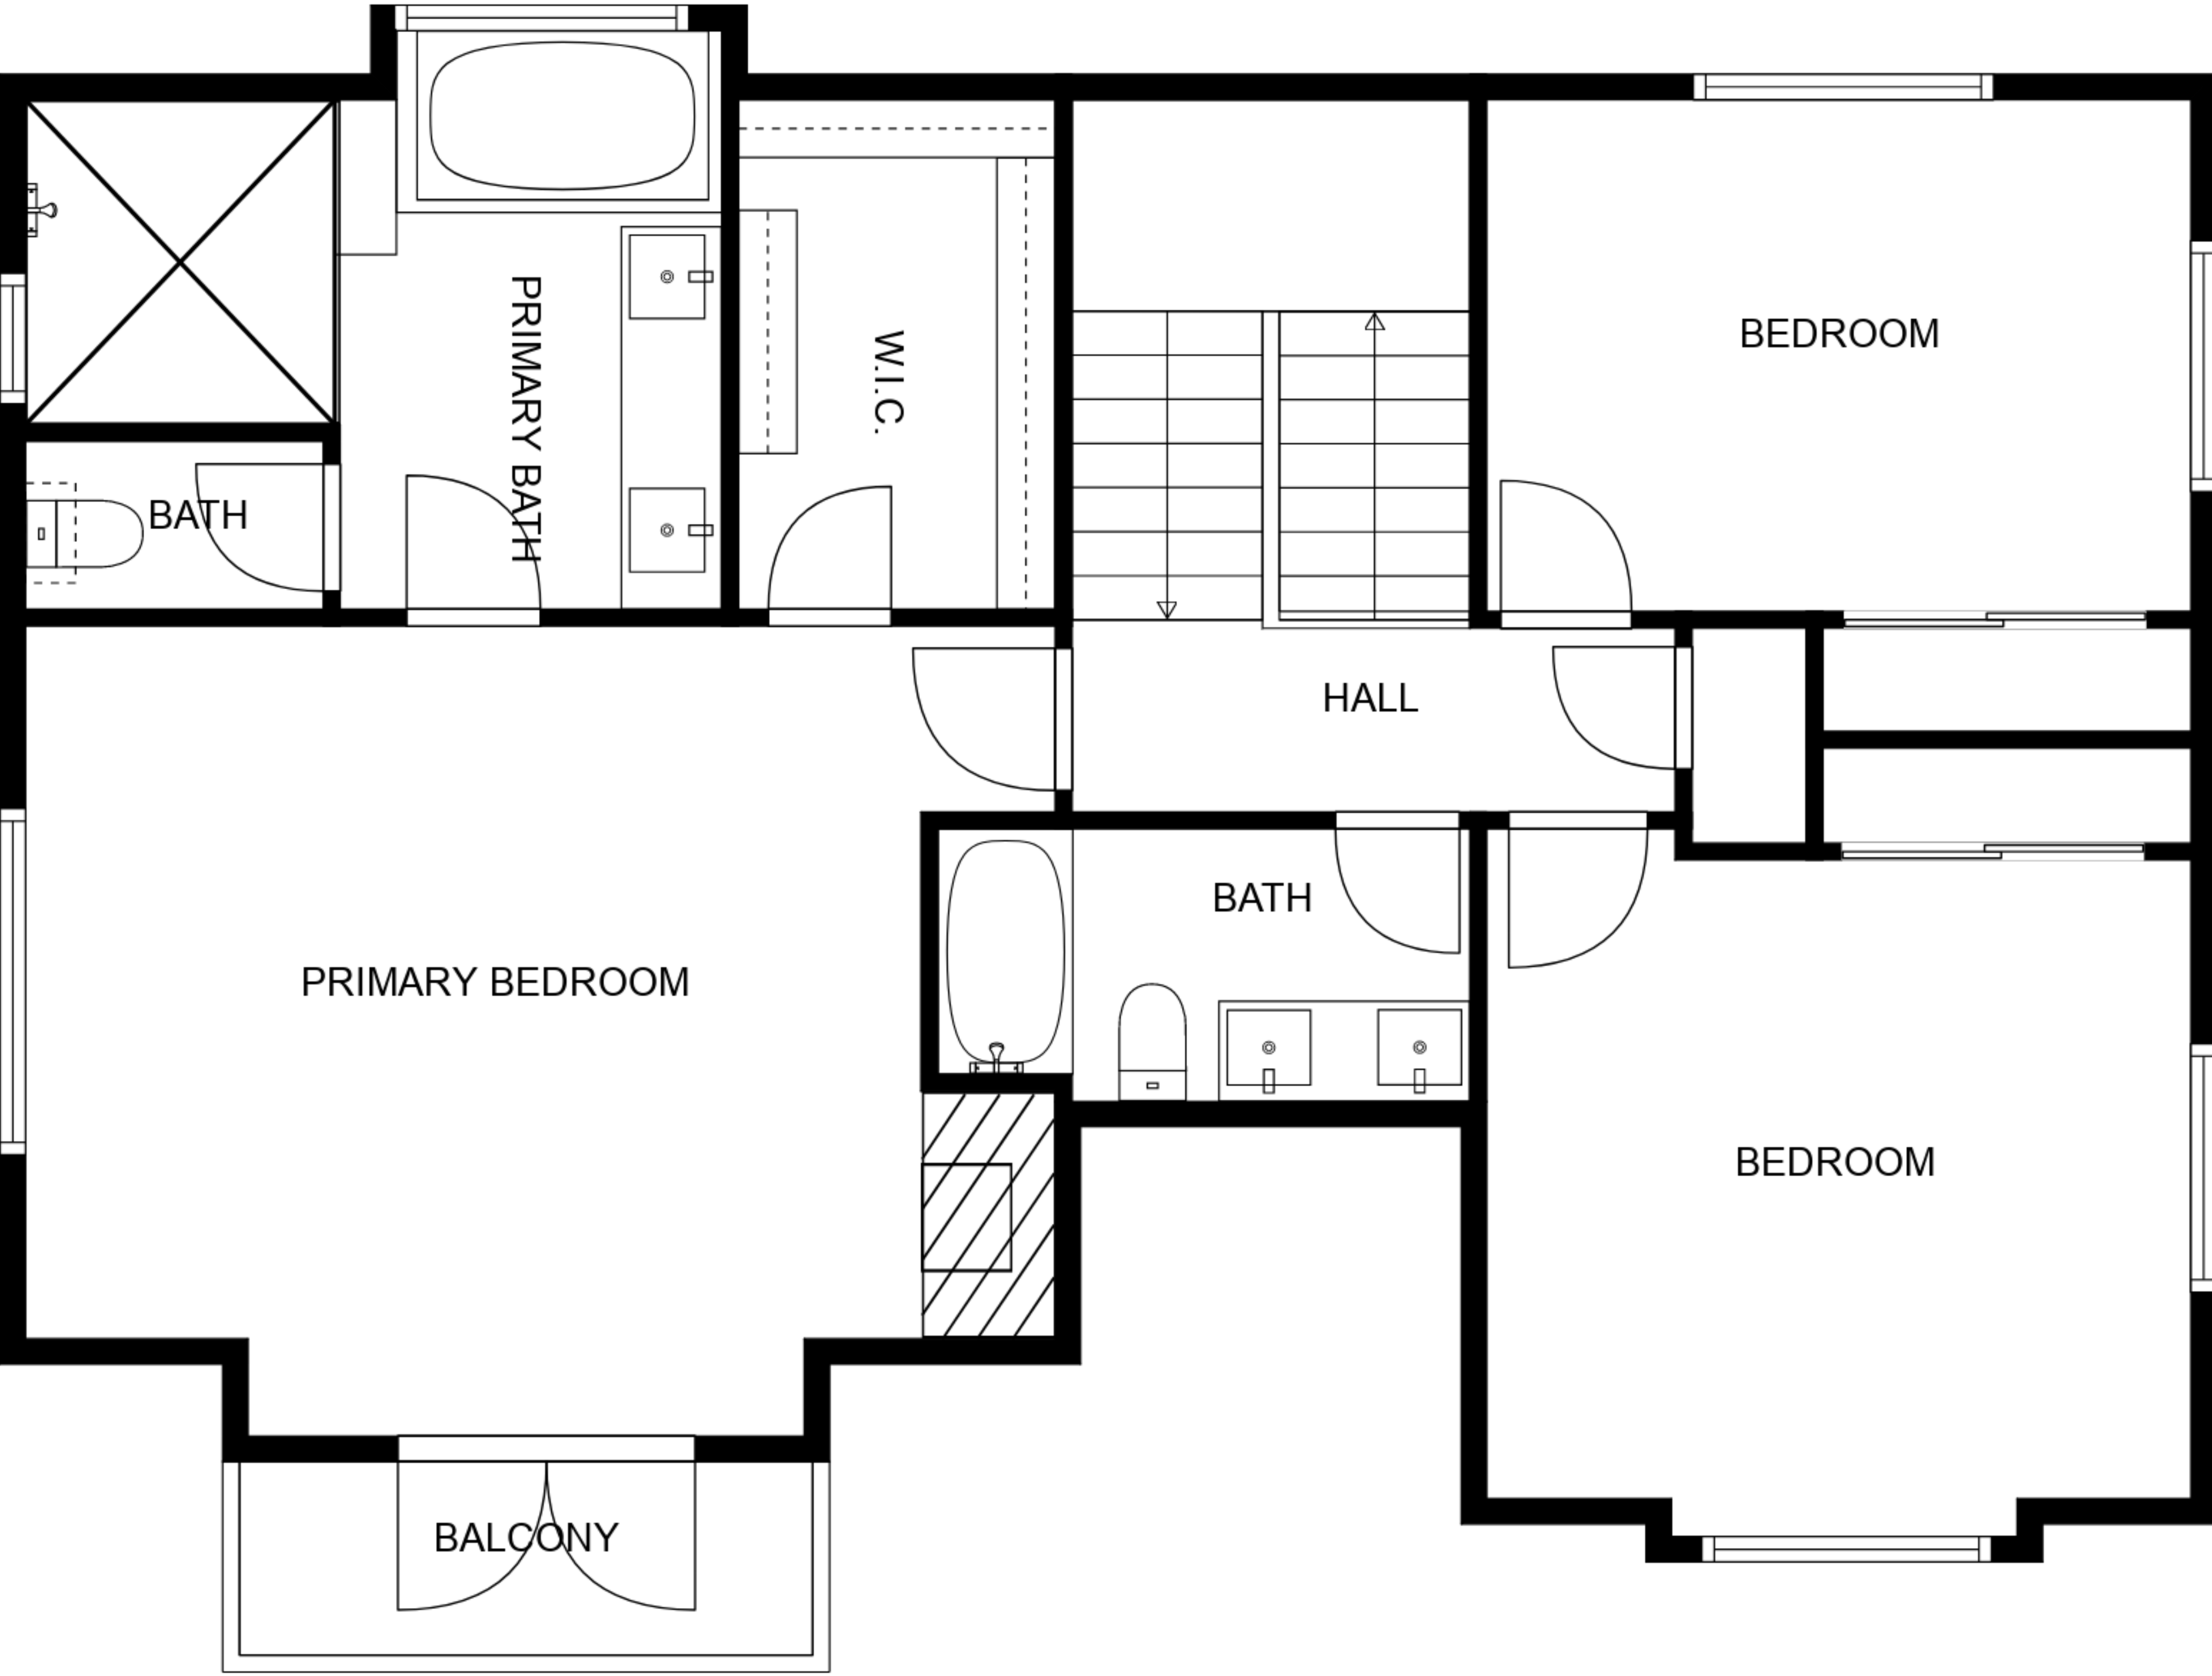 PRIMARY BATH
W.I.C.
BEDROOM
BATH
HALL
BATH
PRIMARY BEDROOM
BEDROOM
BALCONY